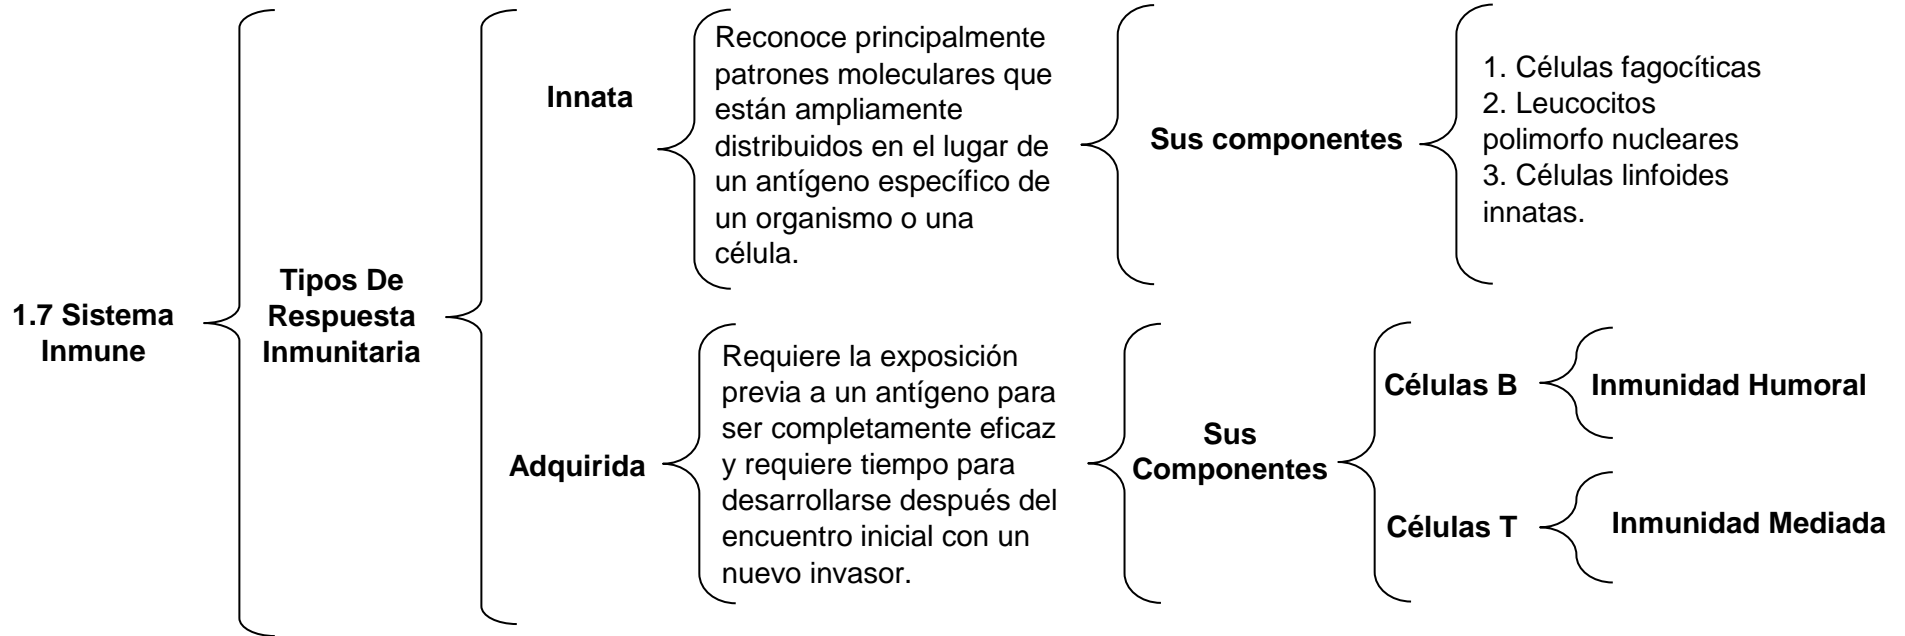 1.7 Sistema
Inmune
Tipos De
Respuesta
Inmunitaria
Innata
Reconoce principalmente
patrones moleculares que
están ampliamente
distribuidos en el lugar de
un antígeno específico de
un organismo o una
célula.
Sus componentes
1. Células fagocíticas
2. Leucocitos
polimorfo nucleares
3. Células linfoides
innatas.
Adquirida
Requiere la exposición
previa a un antígeno para
ser completamente eficaz
y requiere tiempo para
desarrollarse después del
encuentro inicial con un
nuevo invasor.
Sus
Componentes
Células B
Inmunidad Humoral
Células T
Inmunidad Mediada